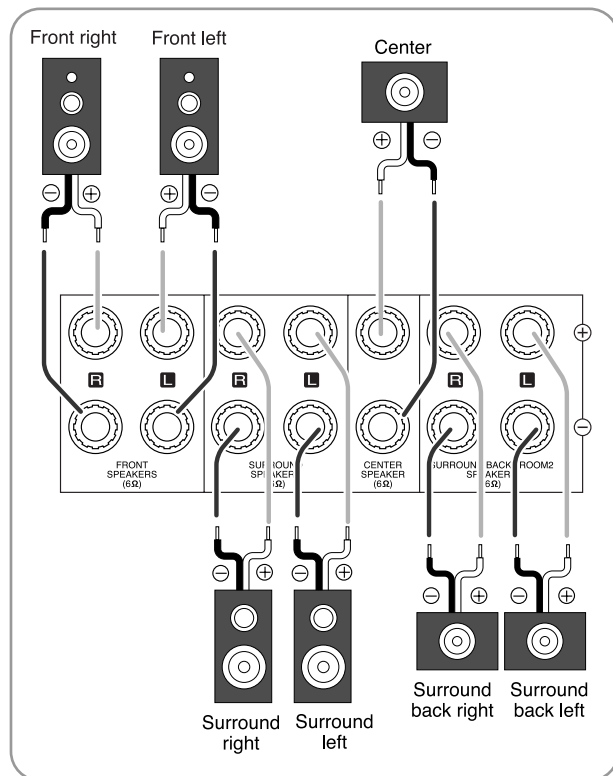 Front right Front left
Center
⊖ ⊕ ⊕ ⊖
⊕ ⊖
⊕
R L R L R L
⊖
FRONT
SPEAKERS
(6Ω)
CENTER
SPEAKER
(6Ω)
ROOM2
⊖ ⊕ ⊖ ⊕
⊖ ⊕ ⊖ ⊕
Surround
right
Surround
left
Surround
back right
Surround
back left